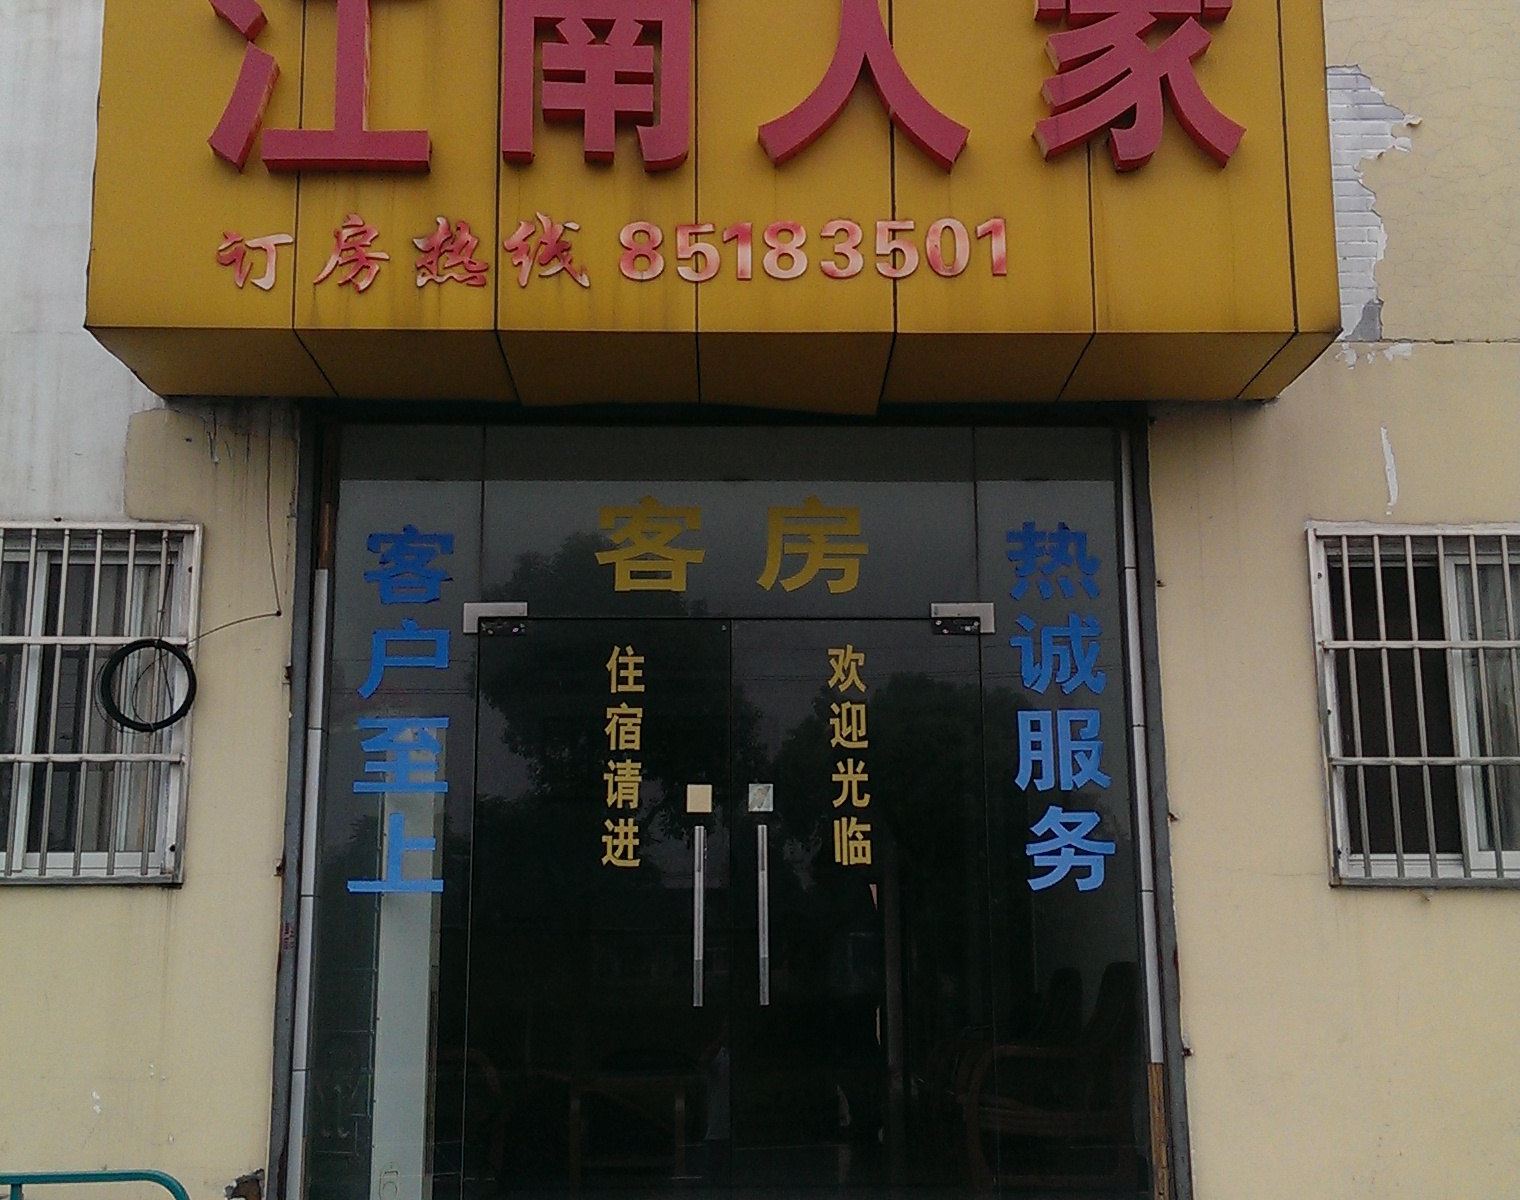 江南人家
订房热线 85183501
客房
客户至上
住宿请进
欢迎光临
热诚服务